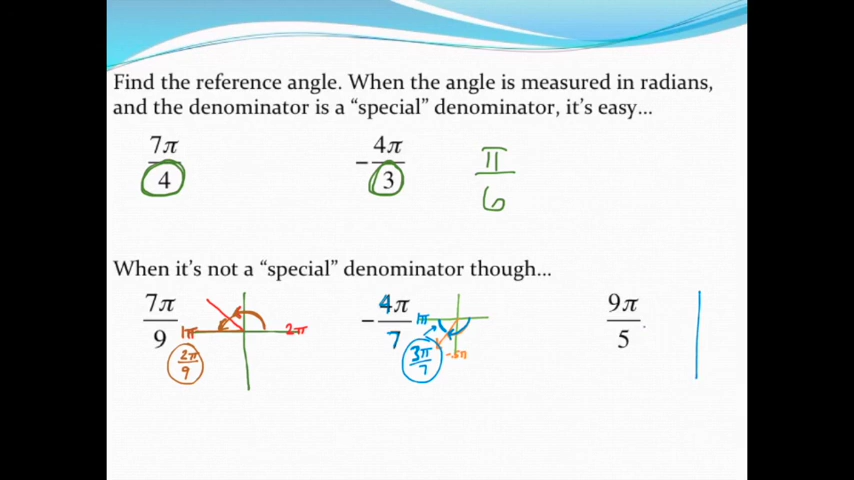 Find the reference angle. When the angle is measured in radians,
and the denominator is a “special” denominator, it’s easy...
7π/4
-4π/3
π/6
When it’s not a “special” denominator though...
7π/9
1π
2π
2π/9
-4π/7
1π
3π/7
-.5π
9π/5